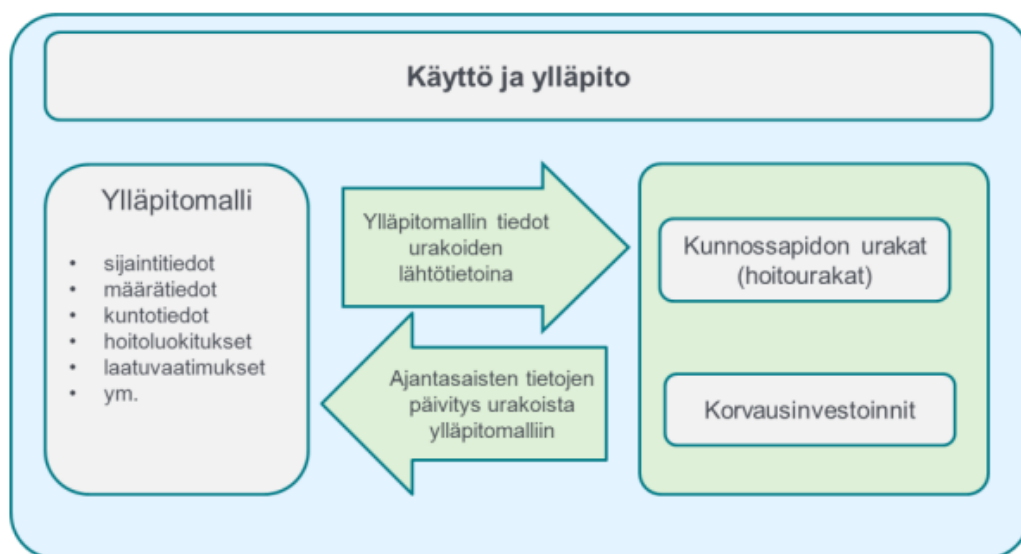 Käyttö ja ylläpito
Ylläpitomalli
• sijaintitiedot
• määrätiedot
• kuntotiedot
• hoitoluokitukset
• laatuvaatimukset
• ym.
Ylläpitomallin tiedot
urakoiden
lähtötietoina
Ajantasaisten tietojen
päivitys urakoista
ylläpitomalliin
Kunnossapidon urakat
(hoitourakat)
Korvausinvestoinnit